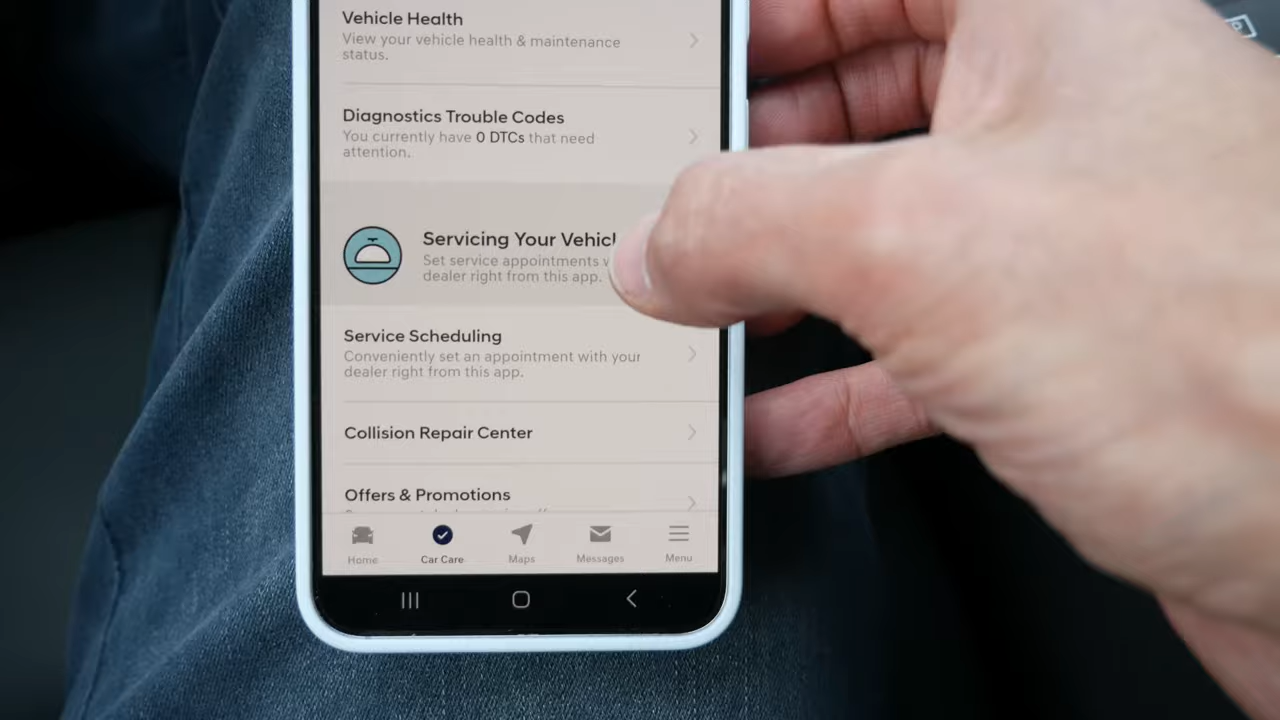 Vehicle Health
View your vehicle health & maintenance
status.
Diagnostics Trouble Codes
You currently have 0 DTCs that need
attention.
Servicing Your
Set service appointments
dealer right from this app.
Service Scheduling
Conveniently set an appointment with your
dealer right from this app.
Collision Repair Center
Offers & Promotions
Home
Car Care
Maps
Messages
Menu